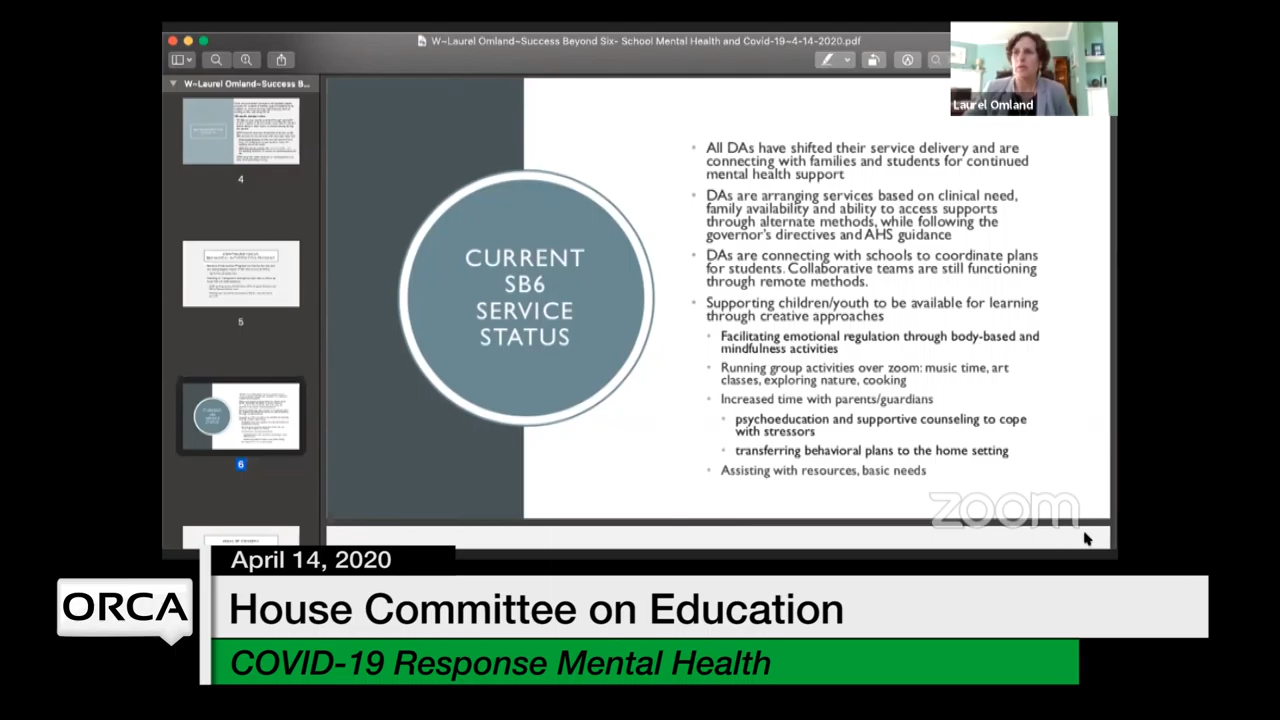 W~Laurel Omland~Success Beyond Six- School Mental Health and Covid-19~4-14-2020.pdf
W~Laurel Omland~Success B...
Laurel Omland
4
5
6
CURRENT
SB6
SERVICE
STATUS
• All DAs have shifted their service delivery and are
connecting with families and students for continued
mental health support
• DAs are arranging services based on clinical need,
family availability and ability to access supports
through alternate methods, while following the
governor's directives and AHS guidance
• DAs are connecting with schools to coordinate plans
for students. Collaborative teams are still functioning
through remote methods.
• Supporting children/youth to be available for learning
through creative approaches
• Facilitating emotional regulation through body-based and
mindfulness activities
• Running group activities over zoom: music time, art
classes, exploring nature, cooking
• Increased time with parents/guardians
• psychoeducation and supportive counseling to cope
with stressors
• transferring behavioral plans to the home setting
• Assisting with resources, basic needs
zoom
April 14, 2020
ORCA
House Committee on Education
COVID-19 Response Mental Health